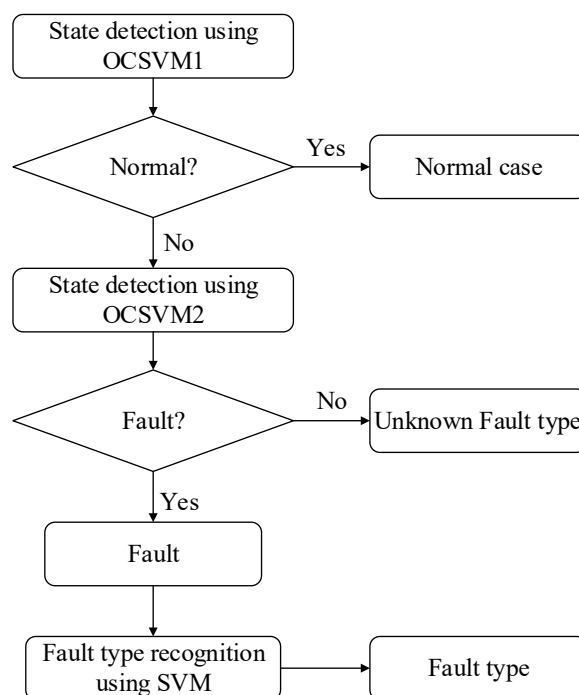 State detection using
OCSVM1
Normal?
Yes
Normal case
No
State detection using
OCSVM2
Fault?
No
Unknown Fault type
Yes
Fault
Fault type recognition
using SVM
Fault type